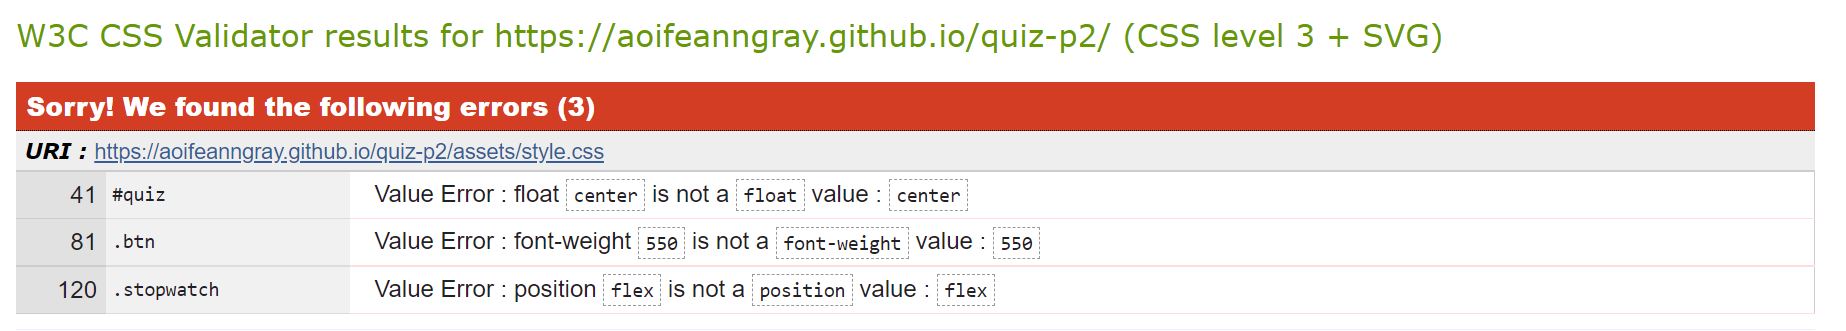 W3C CSS Validator results for https://aoifeanngray.github.io/quiz-p2/ (CSS level 3 + SVG)
Sorry! We found the following errors (3)
URI : https://aoifeanngray.github.io/quiz-p2/assets/style.css
41 #quiz Value Error : float center is not a float value : center
81 .btn Value Error : font-weight 550 is not a font-weight value : 550
120 .stopwatch Value Error : position flex is not a position value : flex